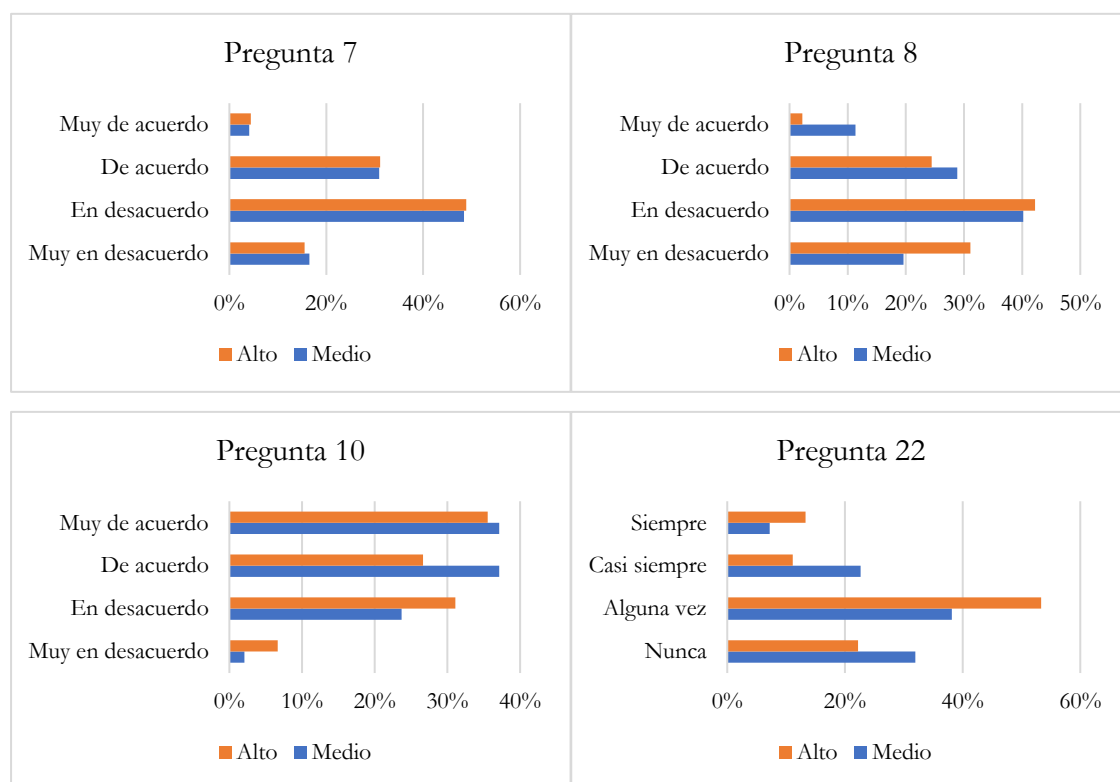 Pregunta 7
Muy de acuerdo
De acuerdo
En desacuerdo
Muy en desacuerdo
0% 20% 40% 60%
Alto Medio
Pregunta 8
Muy de acuerdo
De acuerdo
En desacuerdo
Muy en desacuerdo
0% 10% 20% 30% 40% 50%
Alto Medio
Pregunta 10
Muy de acuerdo
De acuerdo
En desacuerdo
Muy en desacuerdo
0% 10% 20% 30% 40%
Alto Medio
Pregunta 22
Siempre
Casi siempre
Alguna vez
Nunca
0% 20% 40% 60%
Alto Medio